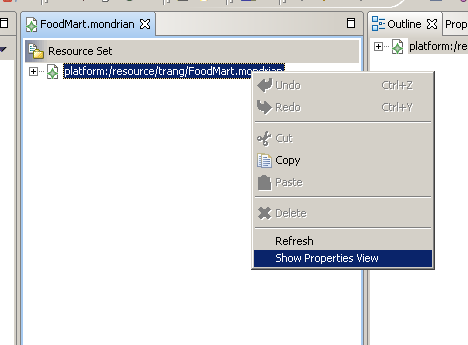 FoodMart.mondrian
Outline
Prop
Resource Set
platform:/re
platform:/resource/trang/FoodMart.mondrian
Undo Ctrl+Z
Redo Ctrl+Y
Cut
Copy
Paste
Delete
Refresh
Show Properties View